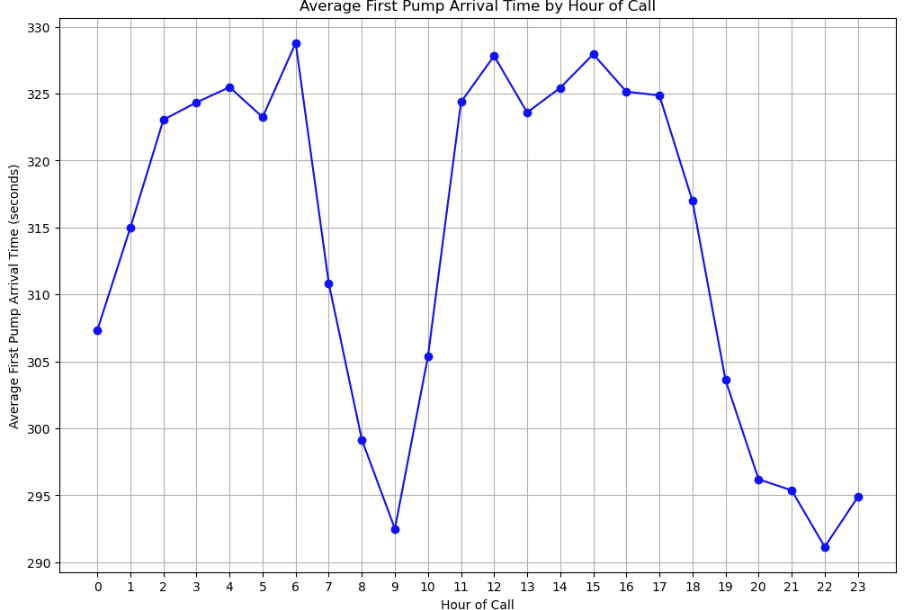 Average First Pump Arrival Time by Hour of Call
Average First Pump Arrival Time (seconds)
330
325
320
315
310
305
300
295
290
0 1 2 3 4 5 6 7 8 9 10 11 12 13 14 15 16 17 18 19 20 21 22 23
Hour of Call